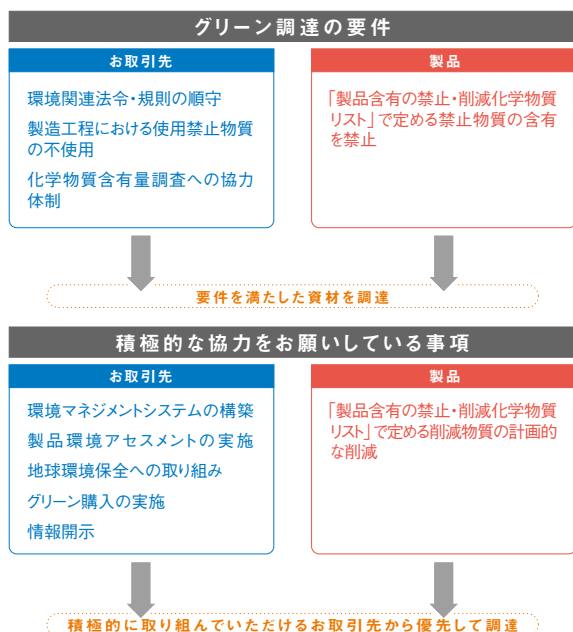 グリーン調達の要件
お取引先
環境関連法令・規則の順守
製造工程における使用禁止物質
の不使用
化学物質含有量調査への協力
体制
製品
「製品含有の禁止・削減化学物質
リスト」で定める禁止物質の含有
を禁止
要件を満たした資材を調達
積極的な協力をお願いしている事項
お取引先
環境マネジメントシステムの構築
製品環境アセスメントの実施
地球環境保全への取り組み
グリーン購入の実施
情報開示
製品
「製品含有の禁止・削減化学物質
リスト」で定める削減物質の計画的
な削減
積極的に取り組んでいただけるお取引先から優先して調達